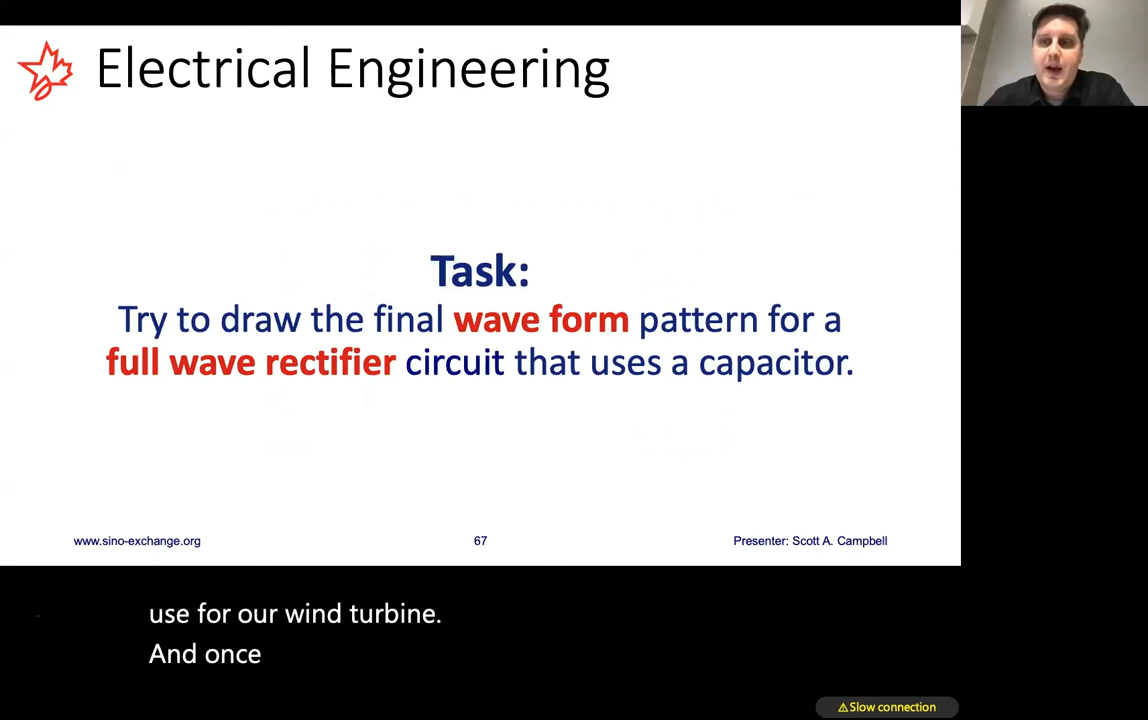 Electrical Engineering
Task:
Try to draw the final wave form pattern for a
full wave rectifier circuit that uses a capacitor.
www.sino-exchange.org
67
Presenter: Scott A. Campbell
use for our wind turbine.
And once
⚠Slow connection